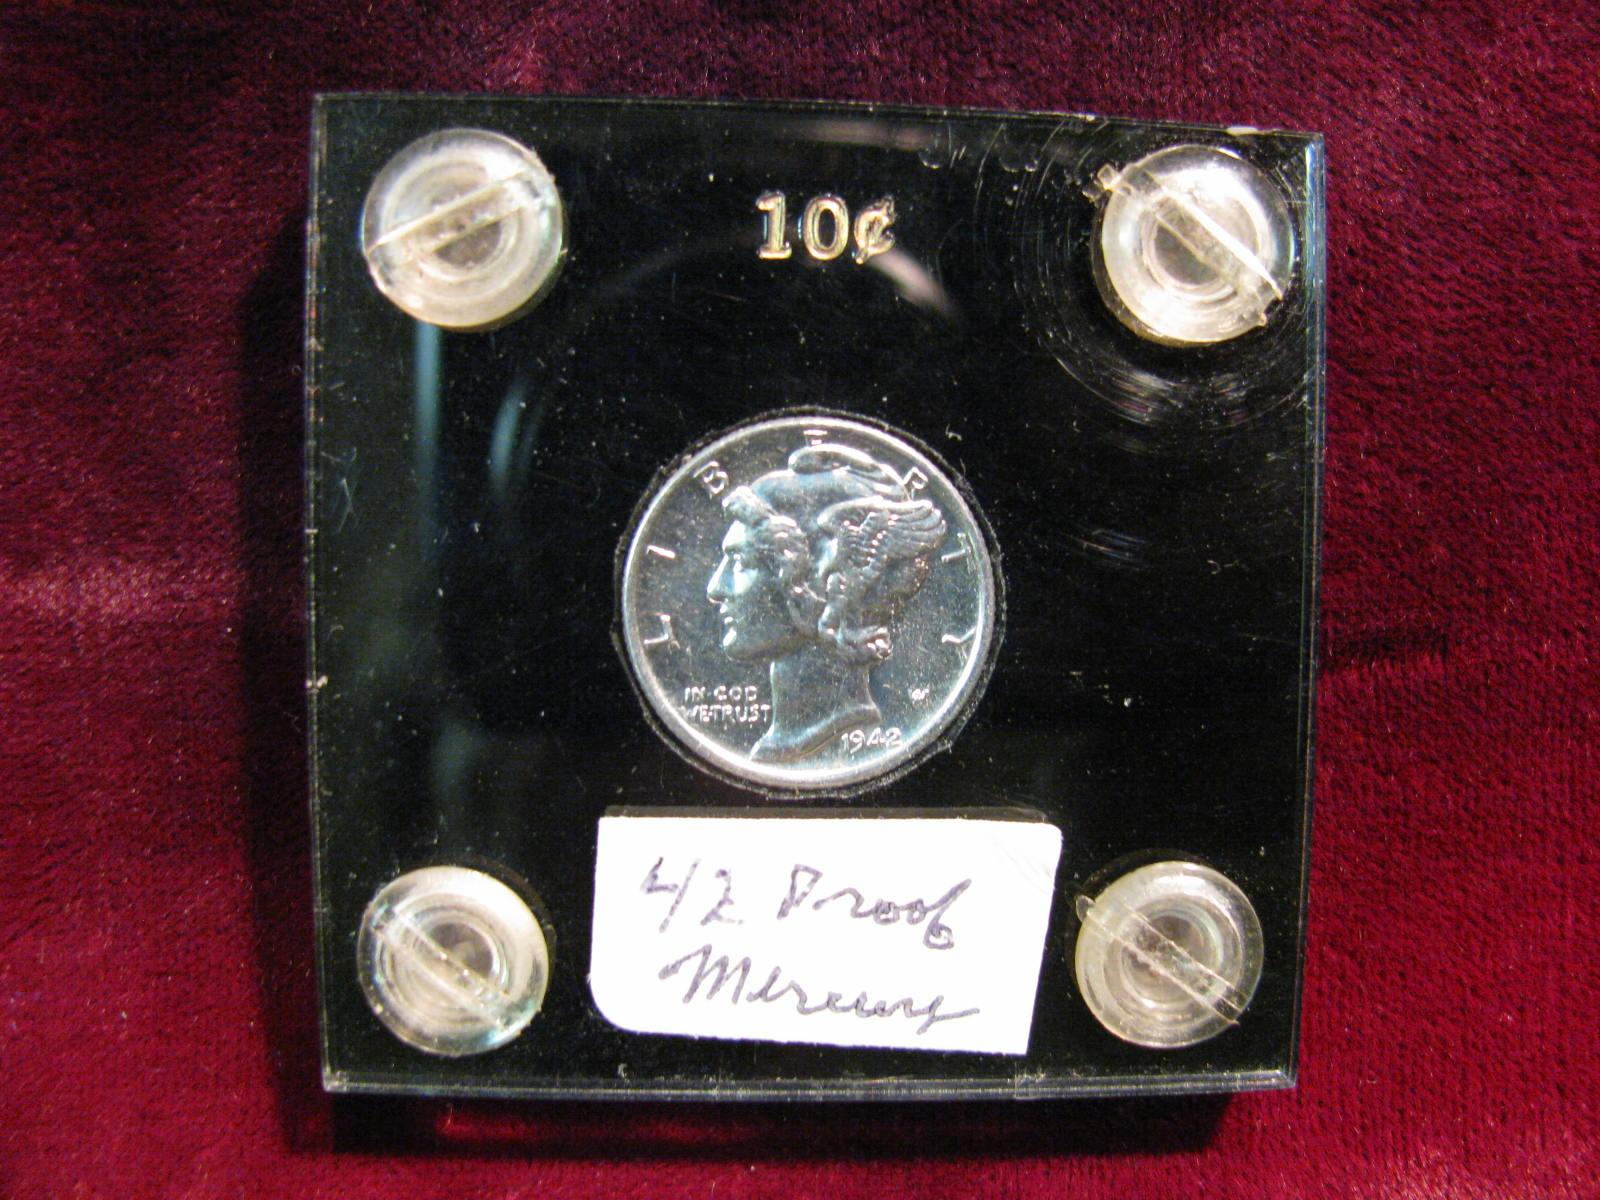 10¢
LIBERTY
IN GOD
WE TRUST
1942
42 Proof
Mercury